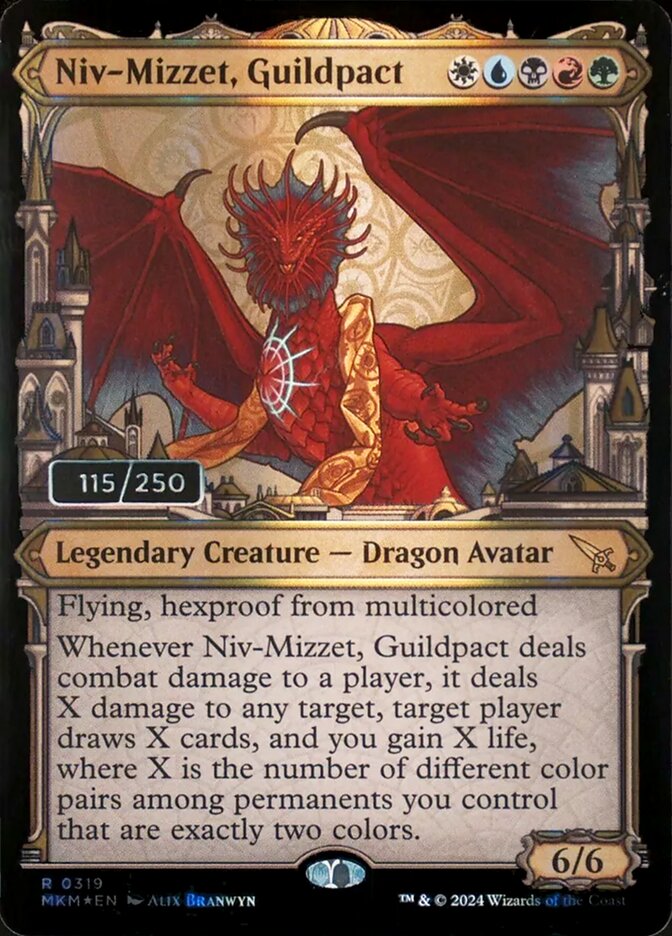 Niv-Mizzet, Guildpact
115/250
Legendary Creature — Dragon Avatar
Flying, hexproof from multicolored
Whenever Niv-Mizzet, Guildpact deals
combat damage to a player, it deals
X damage to any target, target player
draws X cards, and you gain X life,
where X is the number of different color
pairs among permanents you control
that are exactly two colors.
6/6
R 0319
MKM★EN Alix Branwyn
™ & © 2024 Wizards of the Coast